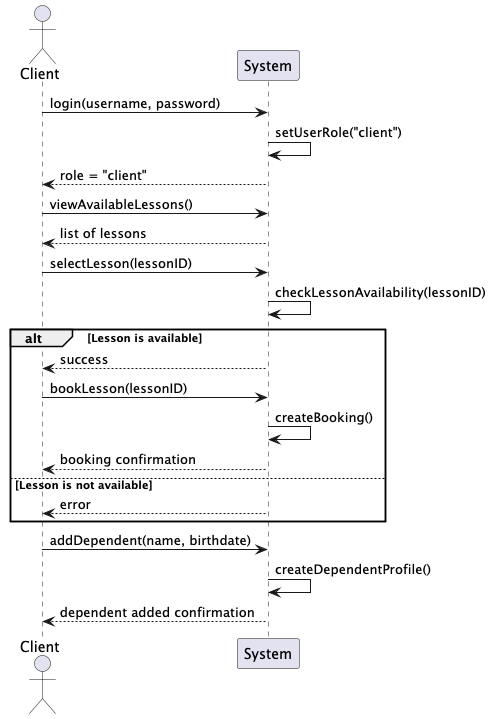 Client
System
login(username, password)
setUserRole("client")
role = "client"
viewAvailableLessons()
list of lessons
selectLesson(lessonID)
checkLessonAvailability(lessonID)
alt [Lesson is available]
success
bookLesson(lessonID)
createBooking()
booking confirmation
[Lesson is not available]
error
addDependent(name, birthdate)
createDependentProfile()
dependent added confirmation
Client
System